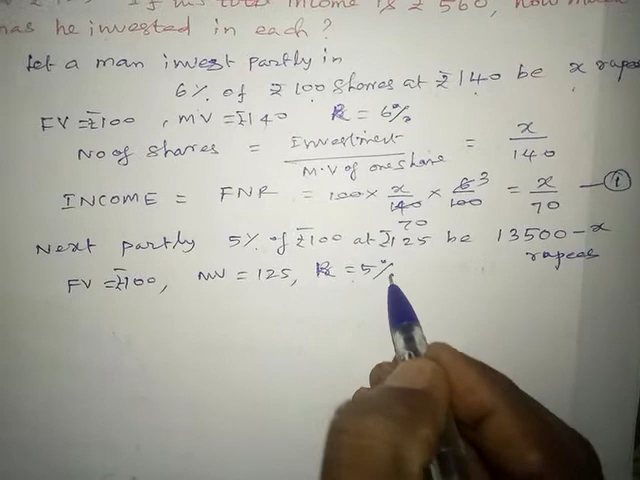 If his total income is ₹ 560, how much
has he invested in each?
Let a man invest partly in
6% of ₹100 shares at ₹140 be x rupees
FV=₹100, MV=₹140 R = 6%
No of shares = Investment / M.V of one share = x / 140
INCOME = FNR = 100 × x/140 × 6/100 = x/70 — ①
70 3
Next partly 5% of ₹100 at ₹125 be 13500-x
rupees
FV=₹100, MV = 125, R = 5%